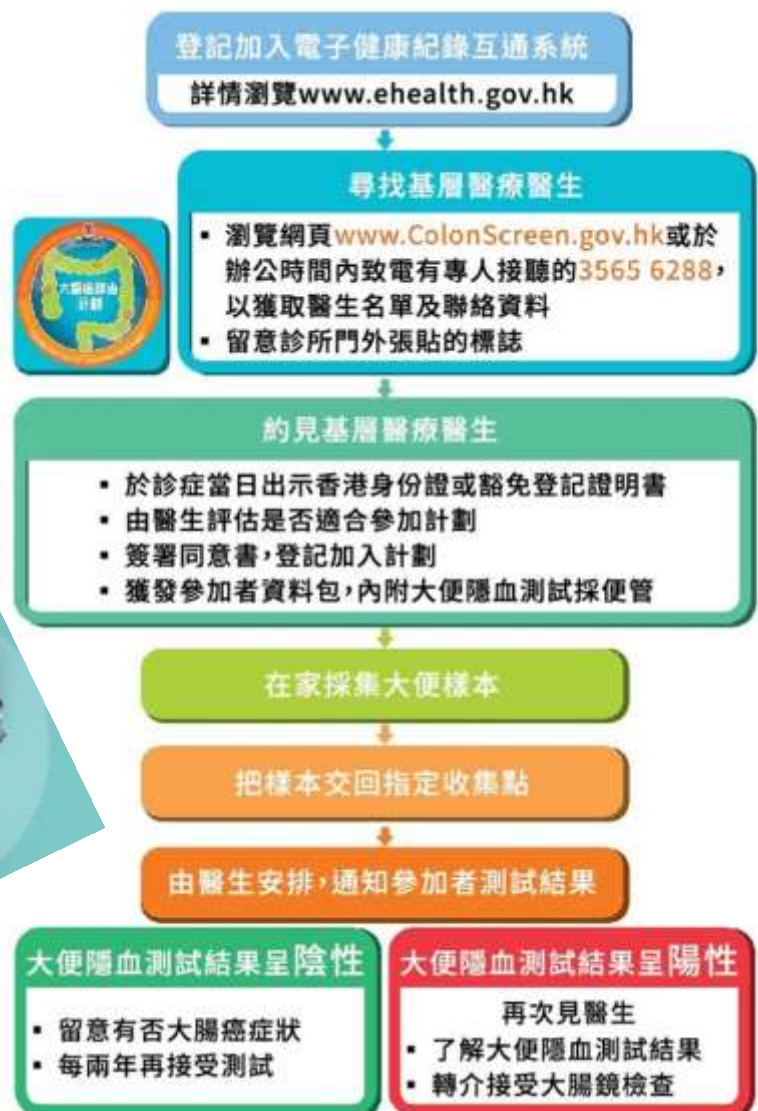 登記加入電子健康紀錄互通系統
詳情瀏覽www.ehealth.gov.hk
尋找基層醫療醫生
▪ 瀏覽網頁www.ColonScreen.gov.hk或於
辦公時間內致電有專人接聽的3565 6288，
以獲取醫生名單及聯絡資料
▪ 留意診所門外張貼的標誌
大腸癌篩查
計劃
約見基層醫療醫生
▪ 於診症當日出示香港身份證或豁免登記證明書
▪ 由醫生評估是否適合參加計劃
▪ 簽署同意書，登記加入計劃
▪ 獲發參加者資料包，內附大便隱血測試採便管
在家採集大便樣本
把樣本交回指定收集點
由醫生安排，通知參加者測試結果
大便隱血測試結果呈陰性
▪ 留意有否大腸癌症狀
▪ 每兩年再接受測試
大便隱血測試結果呈陽性
再次見醫生
▪ 了解大便隱血測試結果
▪ 轉介接受大腸鏡檢查